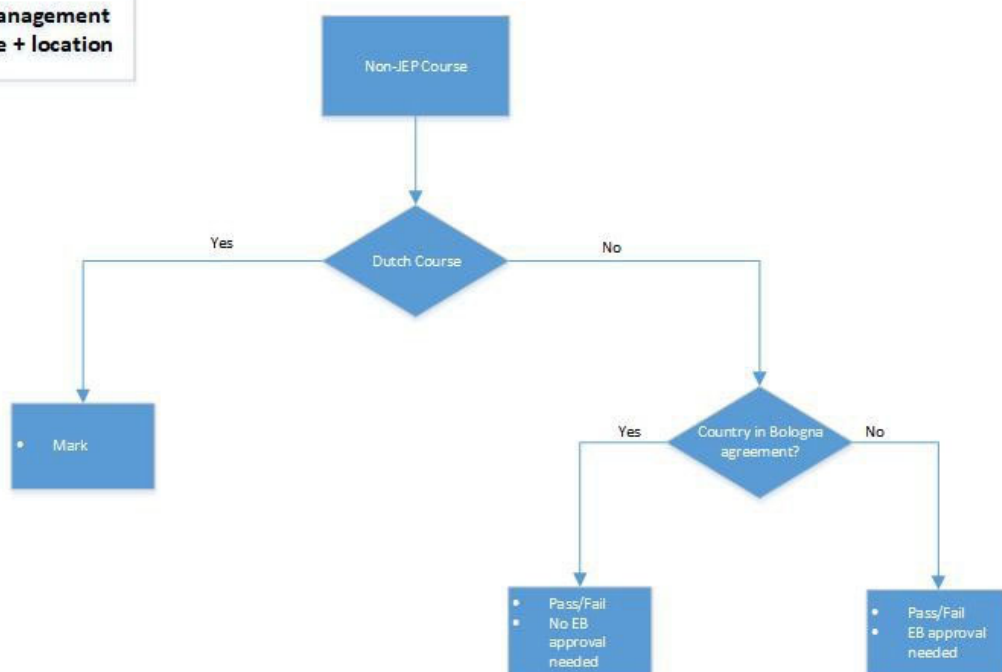 + location
Non-JEP Course
Dutch Course
Yes
No
Mark
Country in Bologna
agreement?
Yes
No
Pass/Fail
No EB
approval
needed
Pass/Fail
EB approval
needed